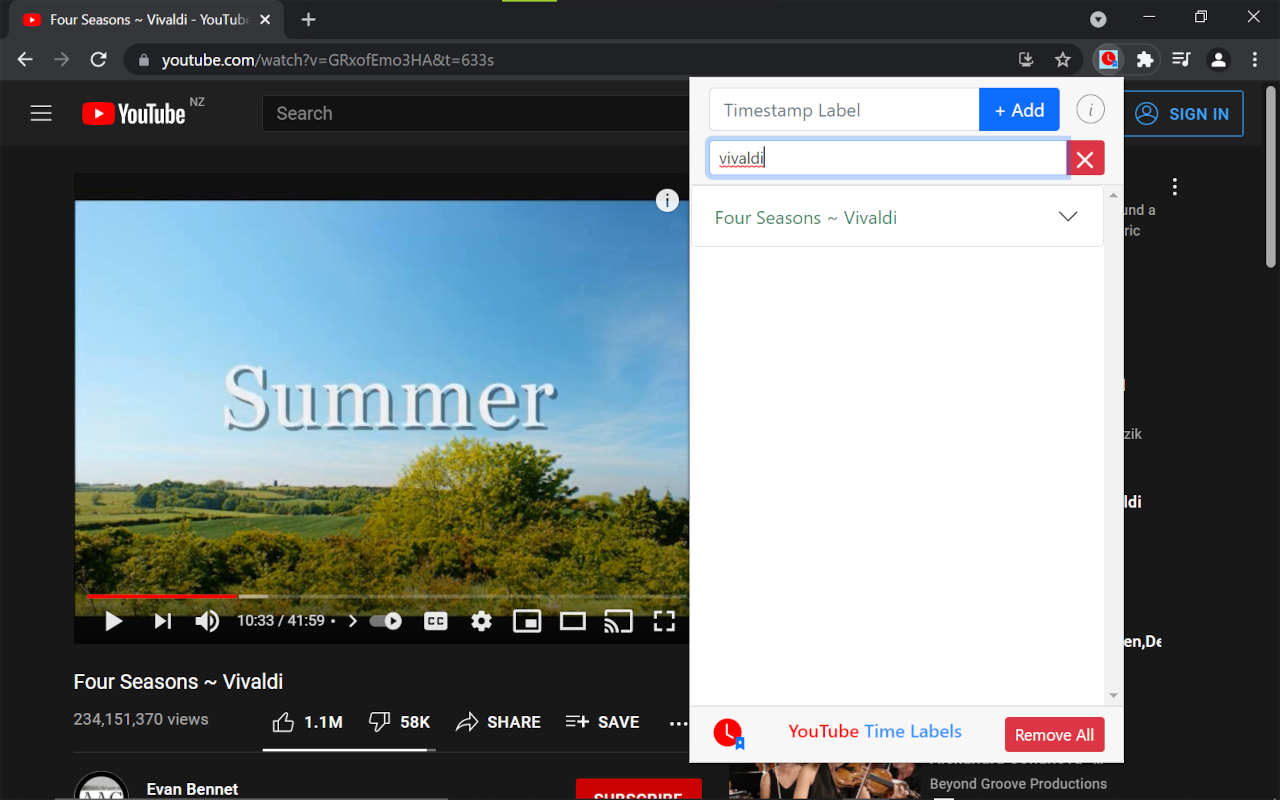 Four Seasons ~ Vivaldi - YouTube
youtube.com/watch?v=GRxofEmo3HA&t=633s
YouTube NZ
Search
SIGN IN
Timestamp Label
+ Add
i
vivaldi
Four Seasons ~ Vivaldi
und a
ric
i
Summer
zik
ldi
en,De
10:33 / 41:59 •
CC
Four Seasons ~ Vivaldi
234,151,370 views
1.1M
58K
SHARE
SAVE
YouTube Time Labels
Remove All
Evan Bennet
SUBSCRIBE
Beyond Groove Productions